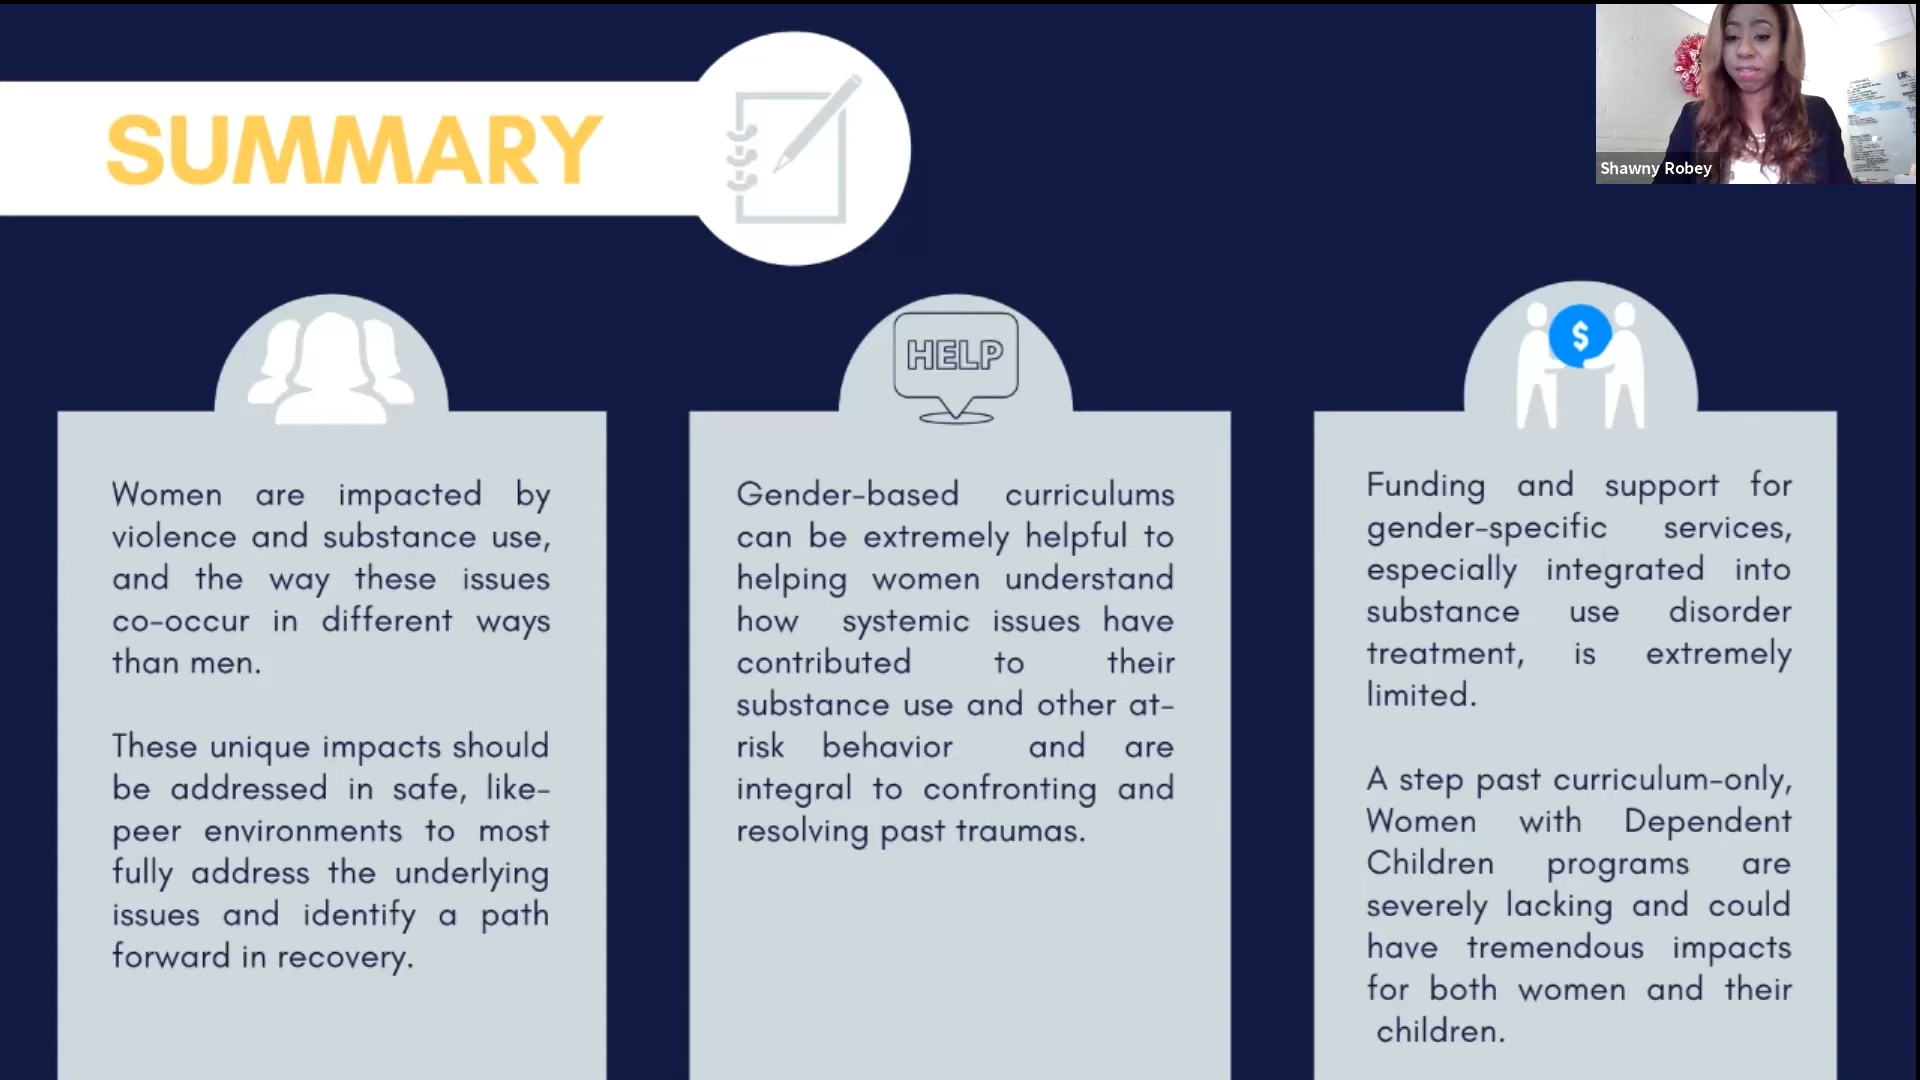 SUMMARY
Shawny Robey
HELP
$
Women are impacted by
violence and substance use,
and the way these issues
co-occur in different ways
than men.
These unique impacts should
be addressed in safe, like-
peer environments to most
fully address the underlying
issues and identify a path
forward in recovery.
Gender-based curriculums
can be extremely helpful to
helping women understand
how systemic issues have
contributed to their
substance use and other at-
risk behavior and are
integral to confronting and
resolving past traumas.
Funding and support for
gender-specific services,
especially integrated into
substance use disorder
treatment, is extremely
limited.
A step past curriculum-only,
Women with Dependent
Children programs are
severely lacking and could
have tremendous impacts
for both women and their
children.